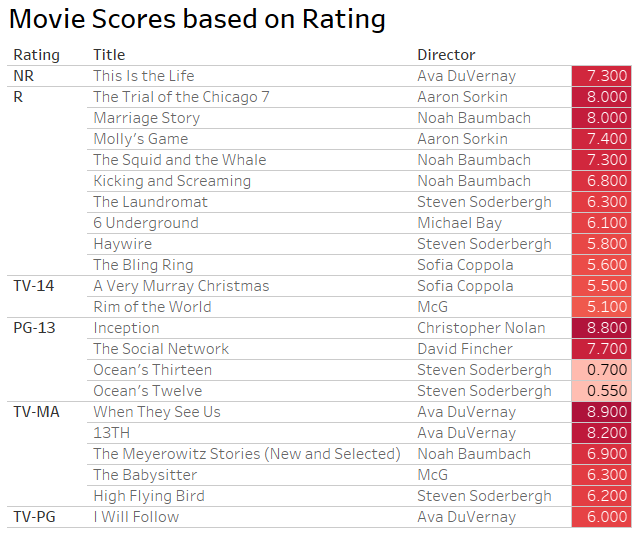 Movie Scores based on Rating
Rating Title Director
NR This Is the Life Ava DuVernay 7.300
R The Trial of the Chicago 7 Aaron Sorkin 8.000
Marriage Story Noah Baumbach 8.000
Molly's Game Aaron Sorkin 7.400
The Squid and the Whale Noah Baumbach 7.300
Kicking and Screaming Noah Baumbach 6.800
The Laundromat Steven Soderbergh 6.300
6 Underground Michael Bay 6.100
Haywire Steven Soderbergh 5.800
The Bling Ring Sofia Coppola 5.600
TV-14 A Very Murray Christmas Sofia Coppola 5.500
Rim of the World McG 5.100
PG-13 Inception Christopher Nolan 8.800
The Social Network David Fincher 7.700
Ocean's Thirteen Steven Soderbergh 0.700
Ocean's Twelve Steven Soderbergh 0.550
TV-MA When They See Us Ava DuVernay 8.900
13TH Ava DuVernay 8.200
The Meyerowitz Stories (New and Selected) Noah Baumbach 6.900
The Babysitter McG 6.300
High Flying Bird Steven Soderbergh 6.200
TV-PG I Will Follow Ava DuVernay 6.000